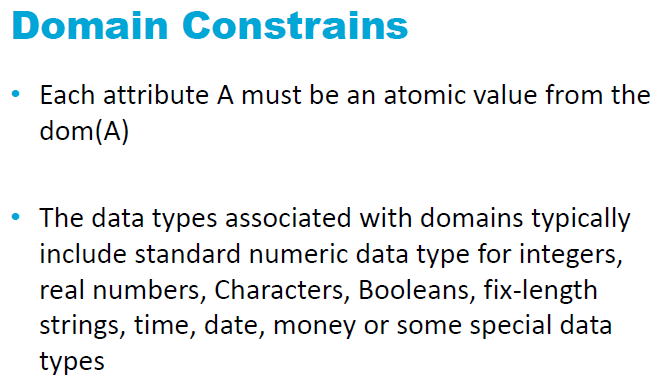 Domain Constrains
• Each attribute A must be an atomic value from the
dom(A)
• The data types associated with domains typically
include standard numeric data type for integers,
real numbers, Characters, Booleans, fix-length
strings, time, date, money or some special data
types